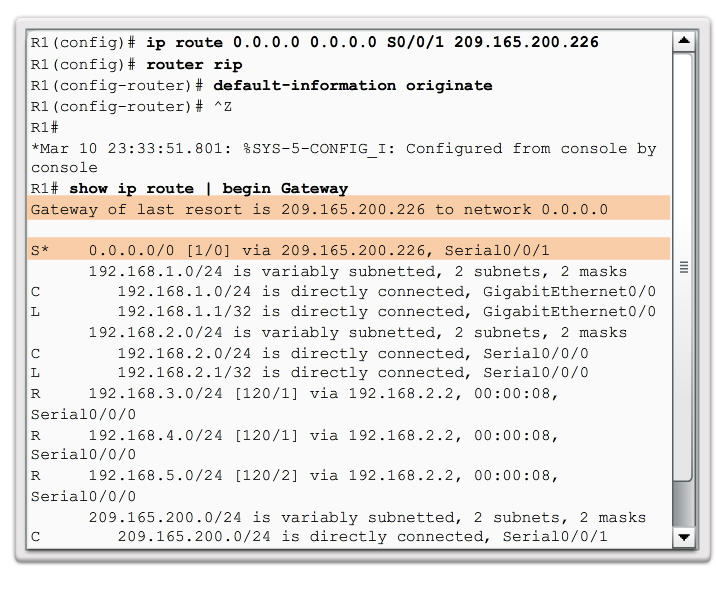 R1(config)# ip route 0.0.0.0 0.0.0.0 S0/0/1 209.165.200.226
R1(config)# router rip
R1(config-router)# default-information originate
R1(config-router)# ^Z
R1#
*Mar 10 23:33:51.801: %SYS-5-CONFIG_I: Configured from console by
console
R1# show ip route | begin Gateway
Gateway of last resort is 209.165.200.226 to network 0.0.0.0
S*    0.0.0.0/0 [1/0] via 209.165.200.226, Serial0/0/1
      192.168.1.0/24 is variably subnetted, 2 subnets, 2 masks
C        192.168.1.0/24 is directly connected, GigabitEthernet0/0
L        192.168.1.1/32 is directly connected, GigabitEthernet0/0
      192.168.2.0/24 is variably subnetted, 2 subnets, 2 masks
C        192.168.2.0/24 is directly connected, Serial0/0/0
L        192.168.2.1/32 is directly connected, Serial0/0/0
R     192.168.3.0/24 [120/1] via 192.168.2.2, 00:00:08,
Serial0/0/0
R     192.168.4.0/24 [120/1] via 192.168.2.2, 00:00:08,
Serial0/0/0
R     192.168.5.0/24 [120/2] via 192.168.2.2, 00:00:08,
Serial0/0/0
      209.165.200.0/24 is variably subnetted, 2 subnets, 2 masks
C        209.165.200.0/24 is directly connected, Serial0/0/1